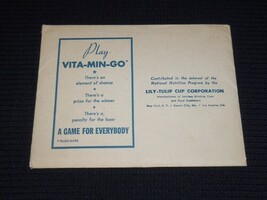 Play
VITA-MIN-GO
There's an
element of chance
There's a
prize for the winner
There's a
penalty for the loser
A GAME FOR EVERYBODY
Contributed in the interest of the
National Nutrition Program by the
LILY-TULIP CUP CORPORATION